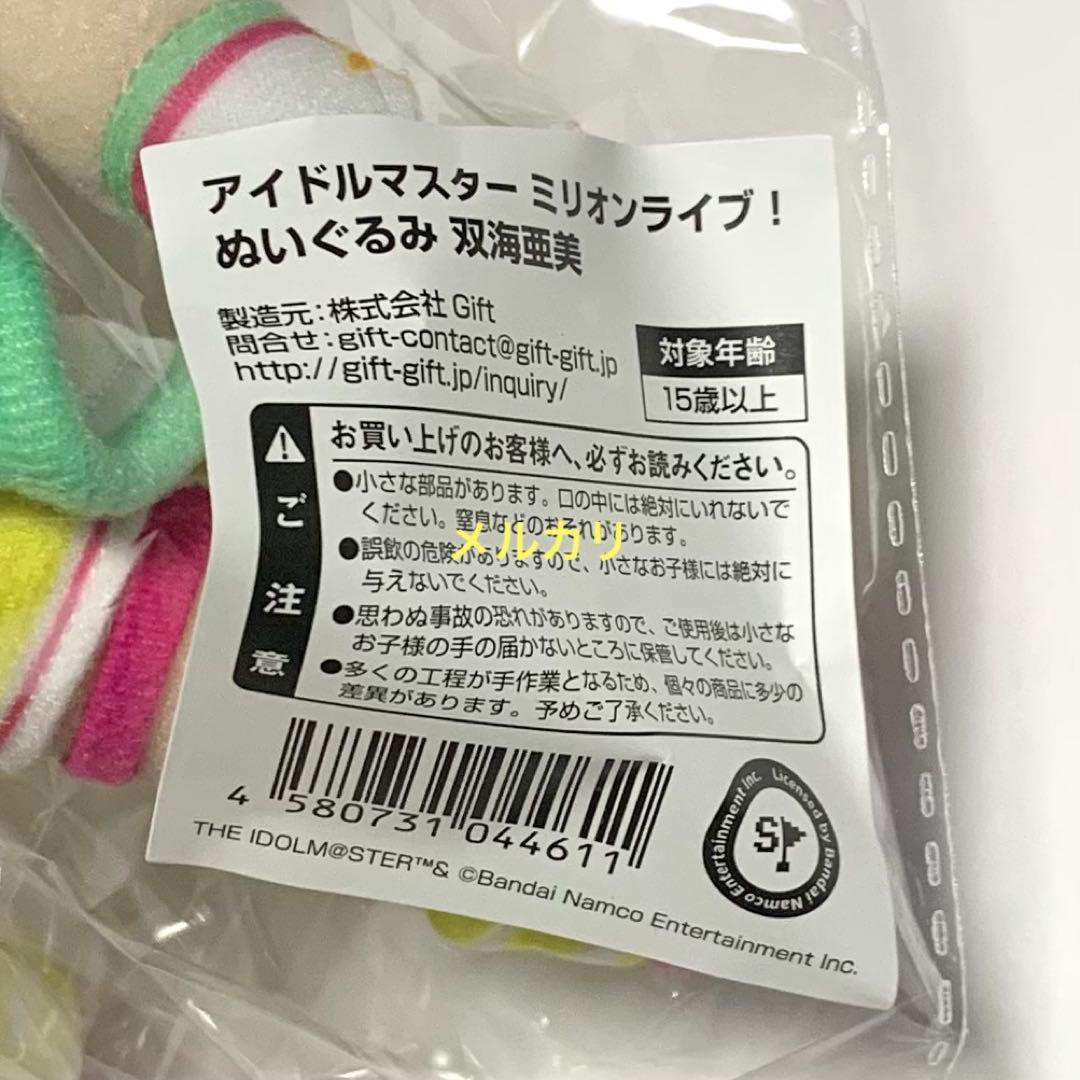 アイドルマスター ミリオンライブ！
ぬいぐるみ 双海亜美
製造元：株式会社 Gift
問合せ：gift-contact@gift-gift.jp
http://gift-gift.jp/inquiry/
対象年齢
15歳以上
ご注意
お買い上げのお客様へ、必ずお読みください。
●小さな部品があります。口の中には絶対にいれないで
ください。窒息などのおそれがあります。
メルカリ
●誤飲の危険がありますので、小さなお子様には絶対に
与えないでください。
●思わぬ事故の恐れがありますので、ご使用後は小さな
お子様の手の届かないところに保管してください。
●多くの工程が手作業となるため、個々の商品に多少の
差異があります。予めご了承ください。
4 580731 044611
THE IDOLM@STER™& ©Bandai Namco Entertainment Inc.
Licensed by Bandai Namco Entertainment Inc.
S